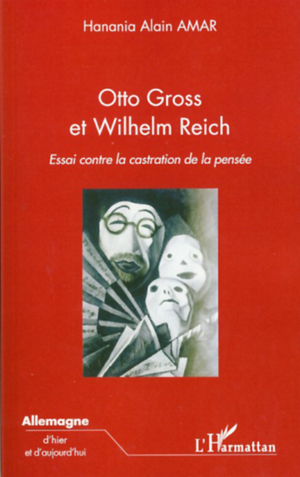 Hanania Alain AMAR
Otto Gross
et Wilhelm Reich
Essai contre la castration de la pensée
Allemagne
d'hier
et d'aujourd'hui
L'Harmattan